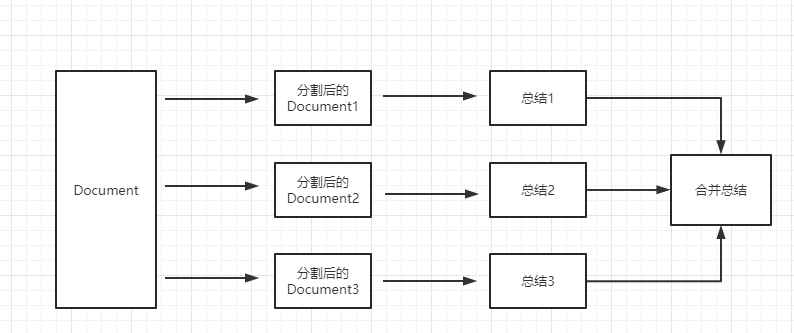 Document
分割后的
Document1
总结1
分割后的
Document2
总结2
合并总结
分割后的
Document3
总结3